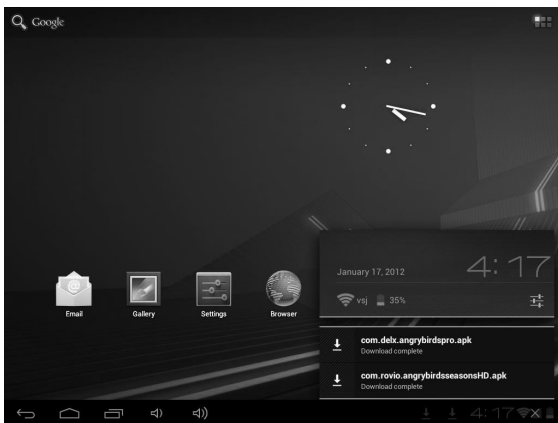 Google
Email
Gallery
Settings
Browser
January 17, 2012
4:17
vsj
35%
com.delx.angrybirdspro.apk
Download complete
com.rovio.angrybirdsseasonsHD.apk
Download complete
4:17